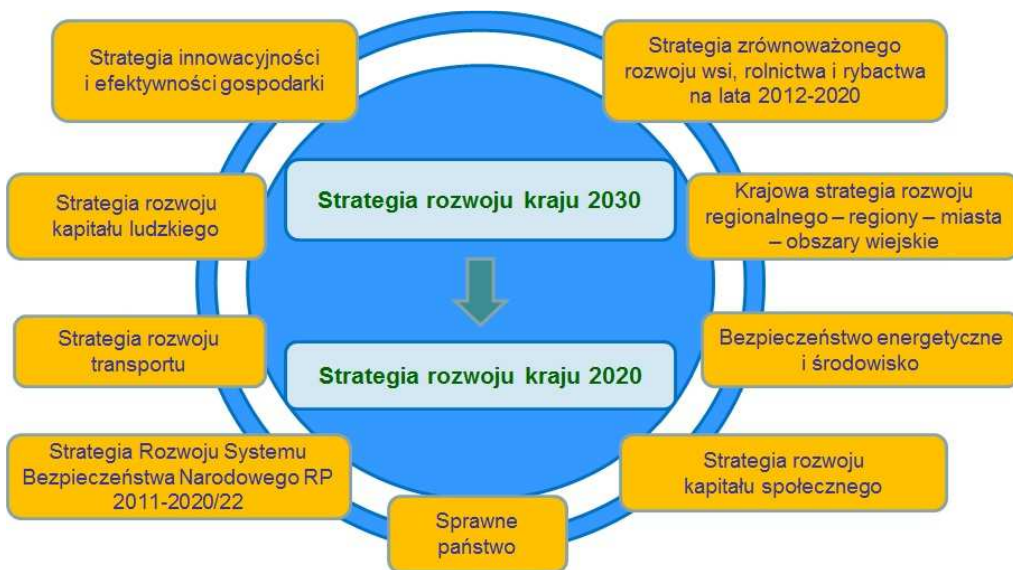 Strategia innowacyjności
i efektywności gospodarki
Strategia zrównoważonego
rozwoju wsi, rolnictwa i rybactwa
na lata 2012-2020
Strategia rozwoju kraju 2030
Strategia rozwoju
kapitału ludzkiego
Krajowa strategia rozwoju
regionalnego – regiony – miasta
– obszary wiejskie
Strategia rozwoju
transportu
Bezpieczeństwo energetyczne
i środowisko
Strategia rozwoju kraju 2020
Strategia Rozwoju Systemu
Bezpieczeństwa Narodowego RP
2011-2020/22
Strategia rozwoju
kapitału społecznego
Sprawne
państwo